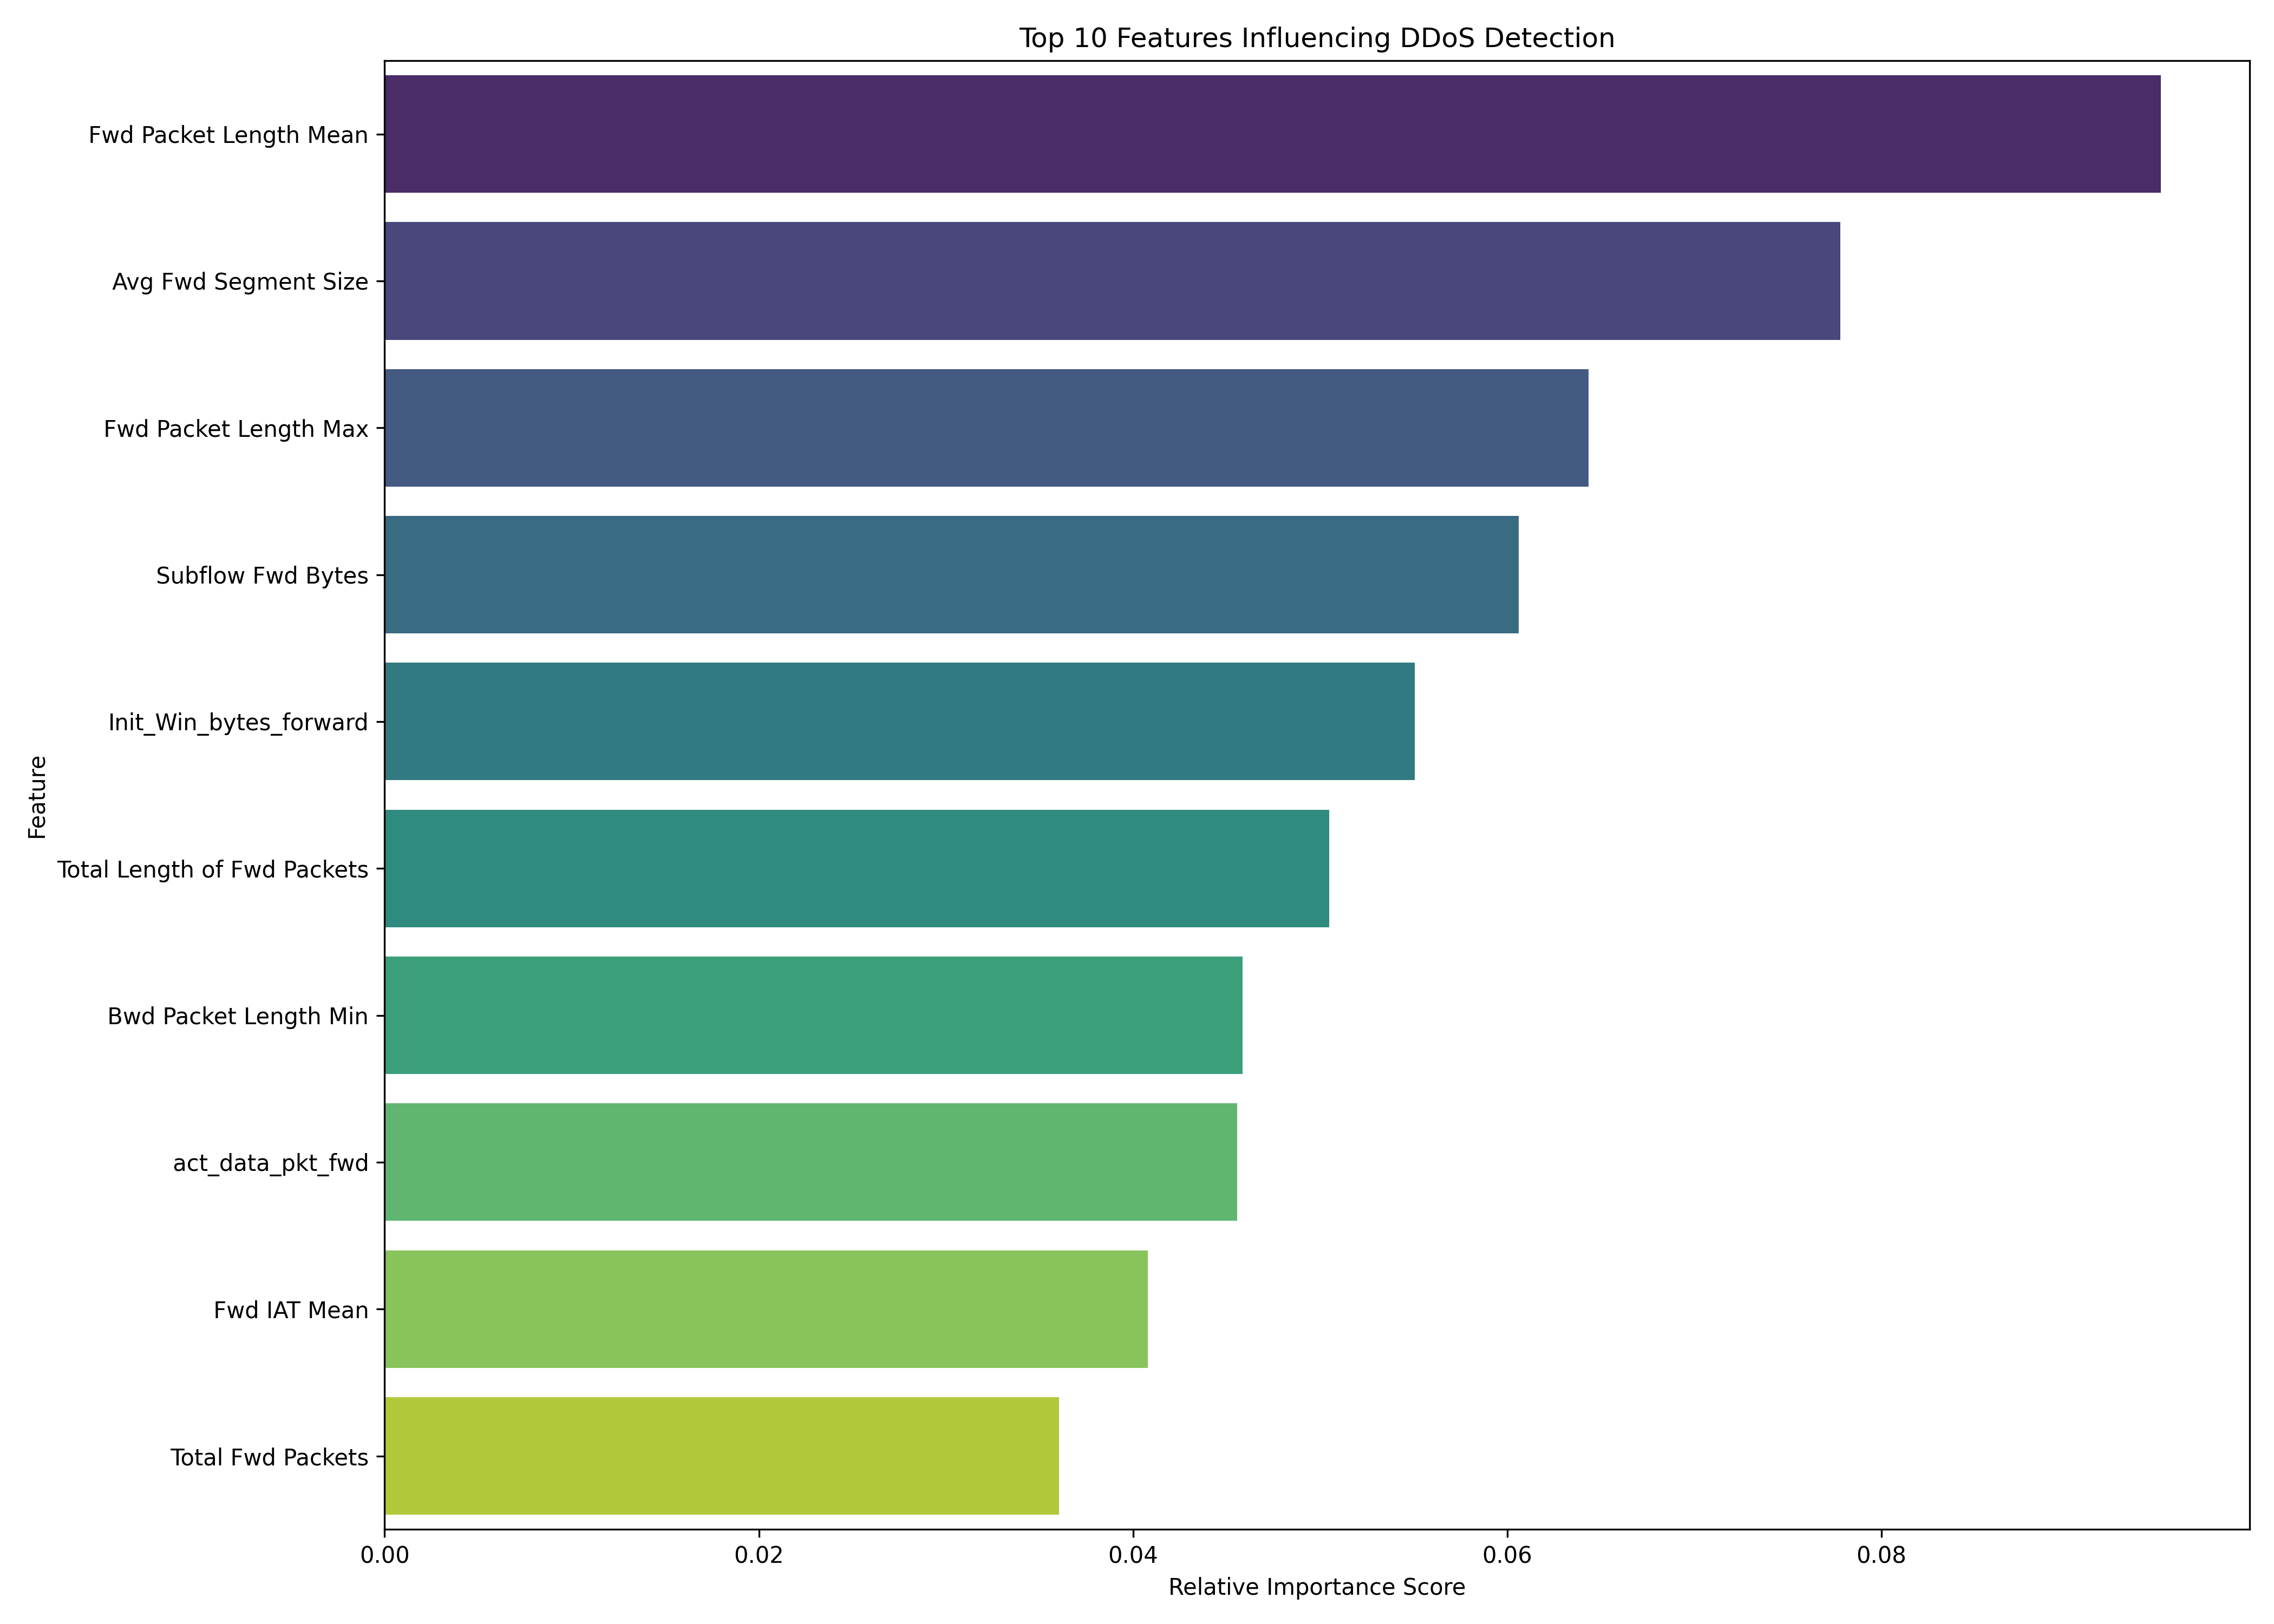 Top 10 Features Influencing DDoS Detection
Feature
Fwd Packet Length Mean
Avg Fwd Segment Size
Fwd Packet Length Max
Subflow Fwd Bytes
Init_Win_bytes_forward
Total Length of Fwd Packets
Bwd Packet Length Min
act_data_pkt_fwd
Fwd IAT Mean
Total Fwd Packets
0.00 0.02 0.04 0.06 0.08
Relative Importance Score